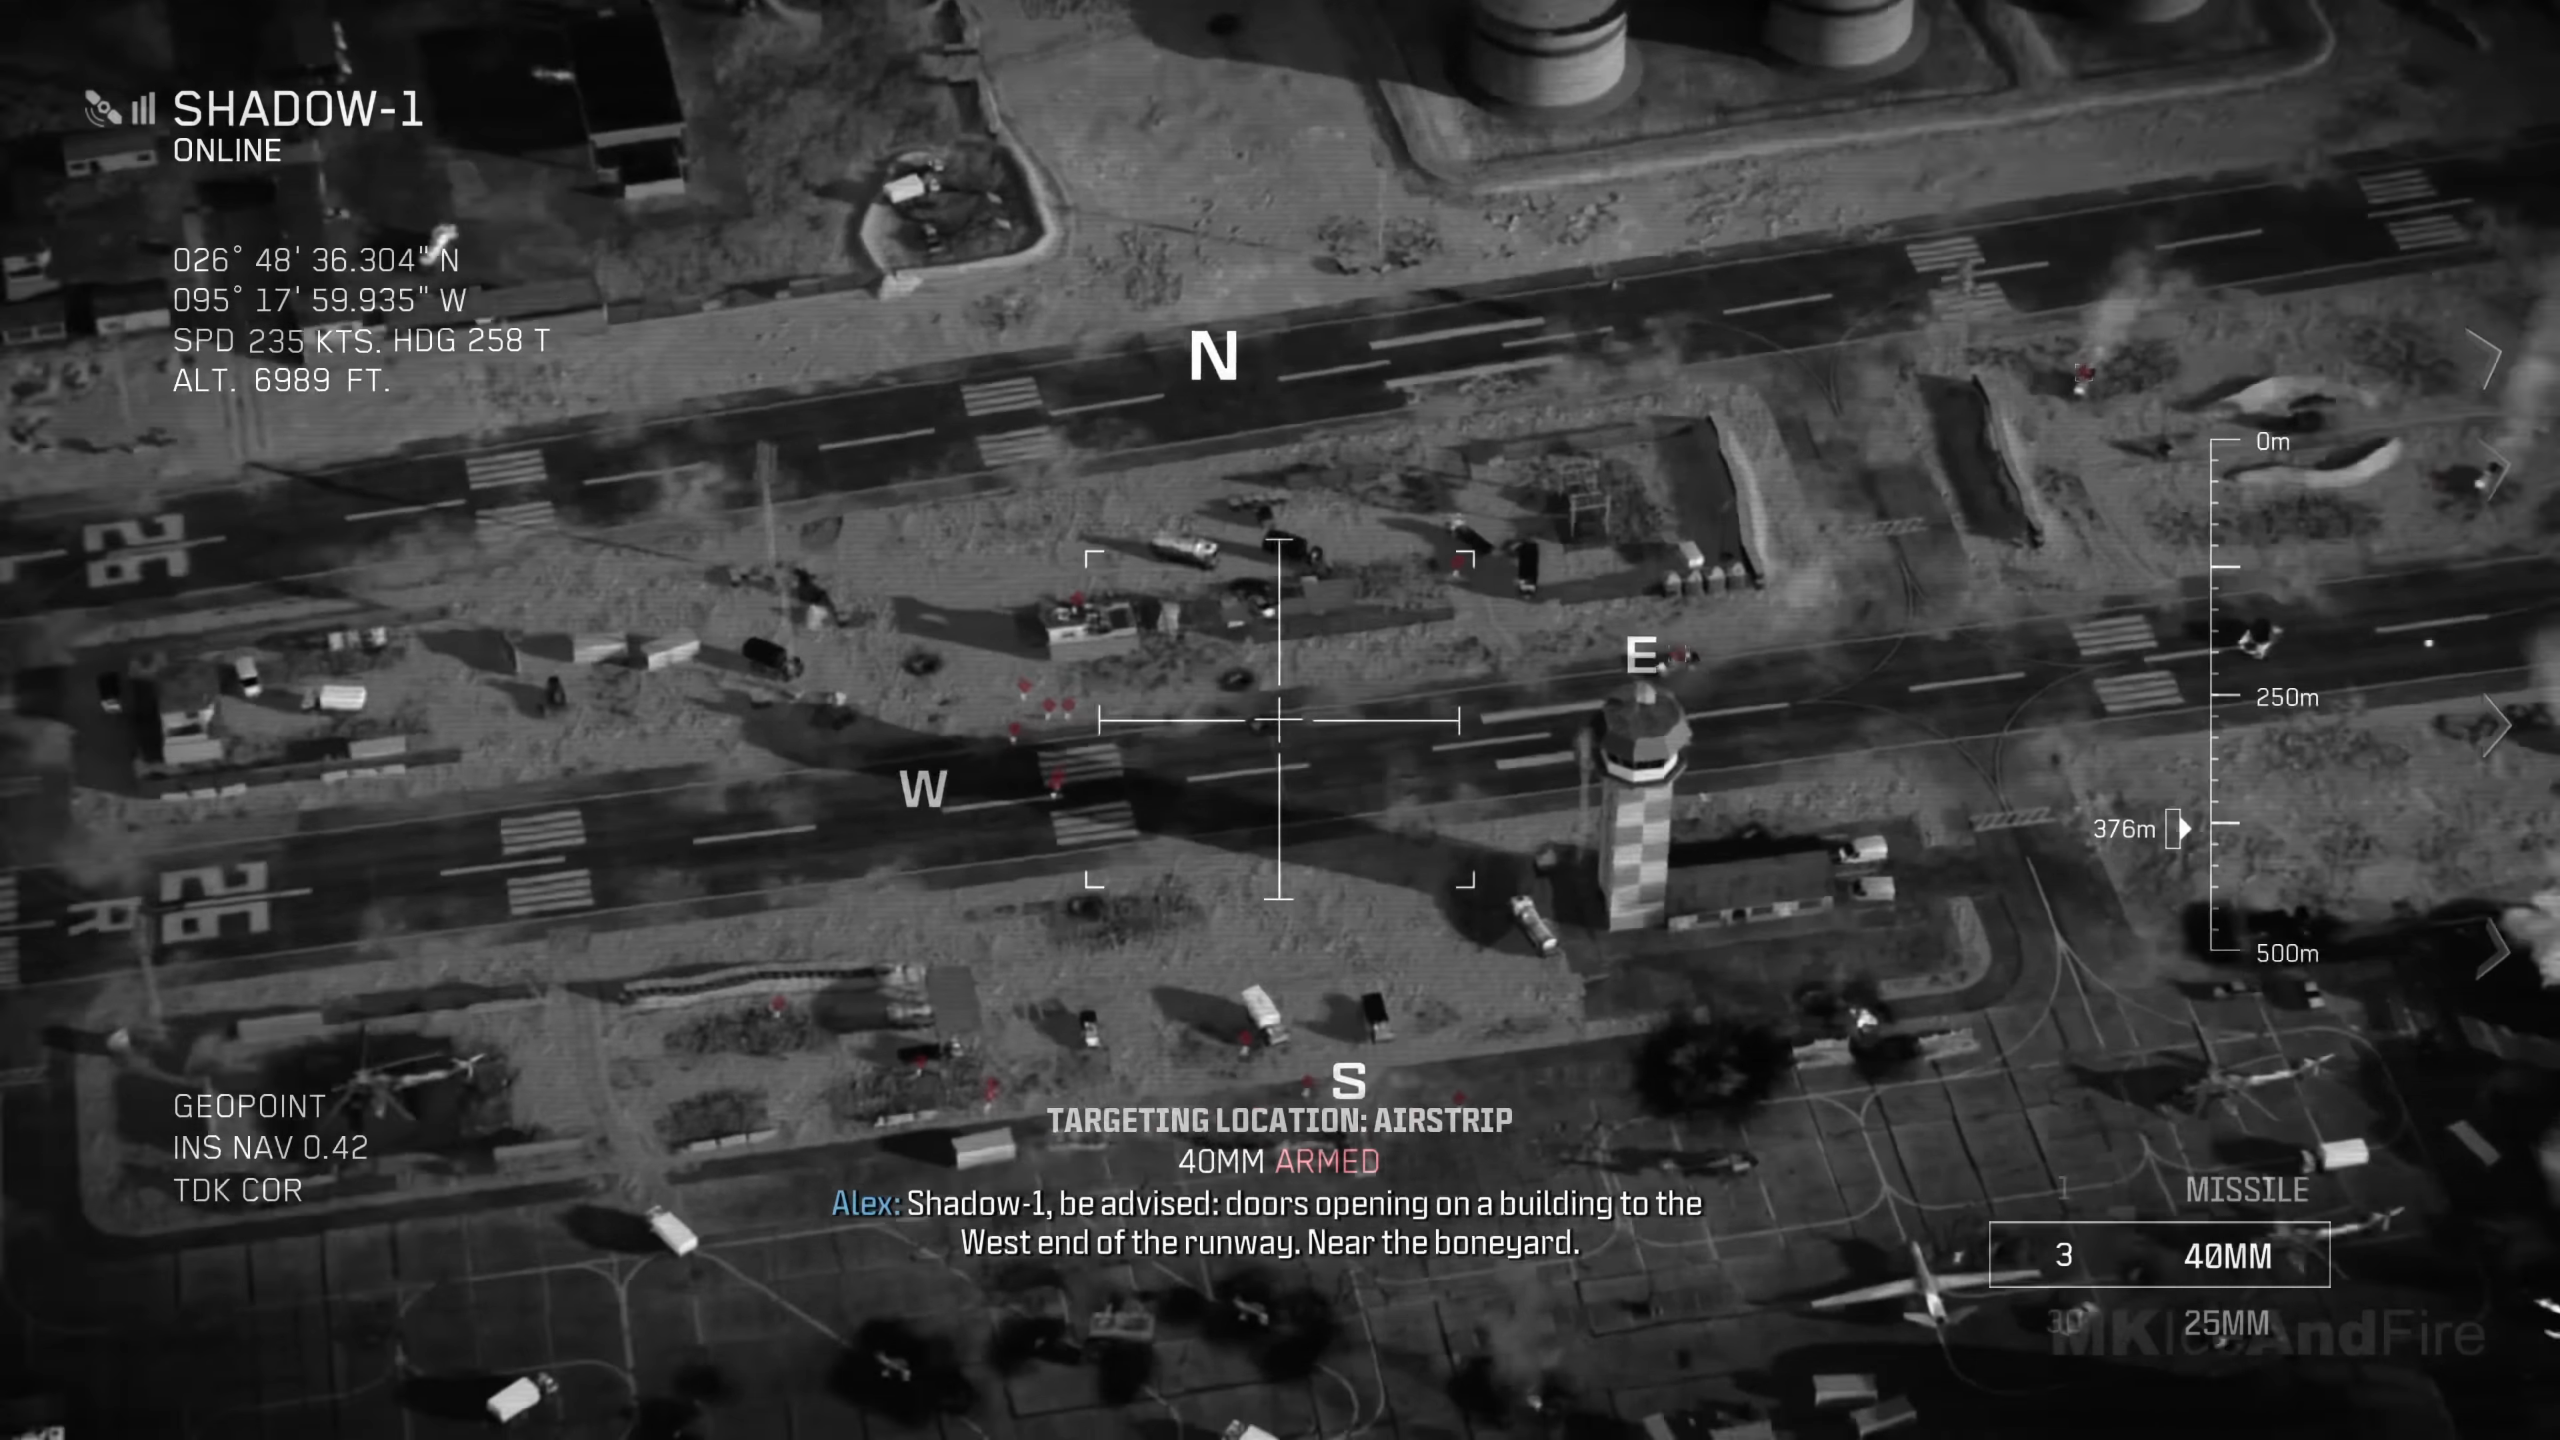 SHADOW-1
ONLINE
026° 48' 36.304" N
095° 17' 59.935" W
SPD 235 KTS. HDG 258 T
ALT. 6989 FT.
N
0m
E
250m
W
376m
500m
S
GEOPOINT
INS NAV 0.42
TDK COR
TARGETING LOCATION: AIRSTRIP
40MM ARMED
Alex: Shadow-1, be advised: doors opening on a building to the
West end of the runway. Near the boneyard.
1 MISSILE
3 40MM
30 25MM
MKIceAndFire